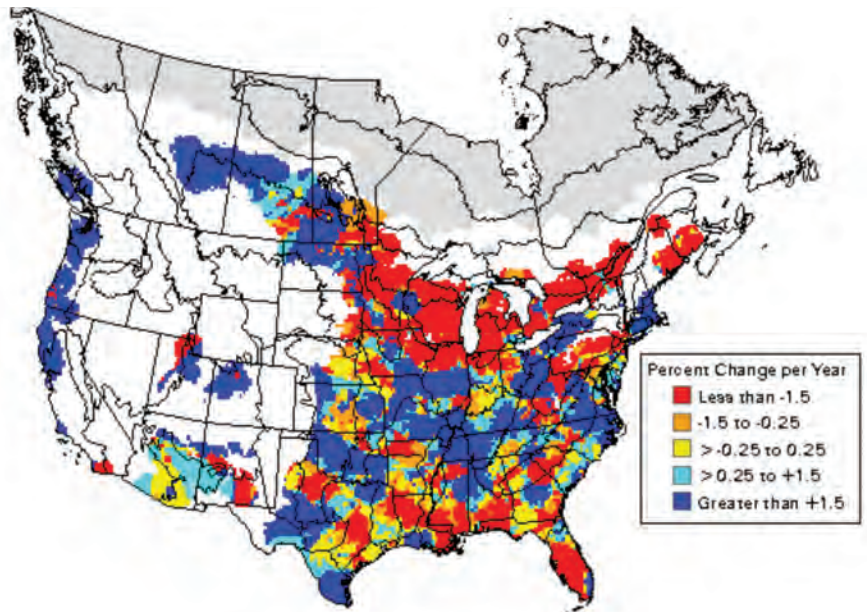 Percent Change per Year
Less than -1.5
-1.5 to -0.25
> -0.25 to 0.25
> 0.25 to +1.5
Greater than +1.5